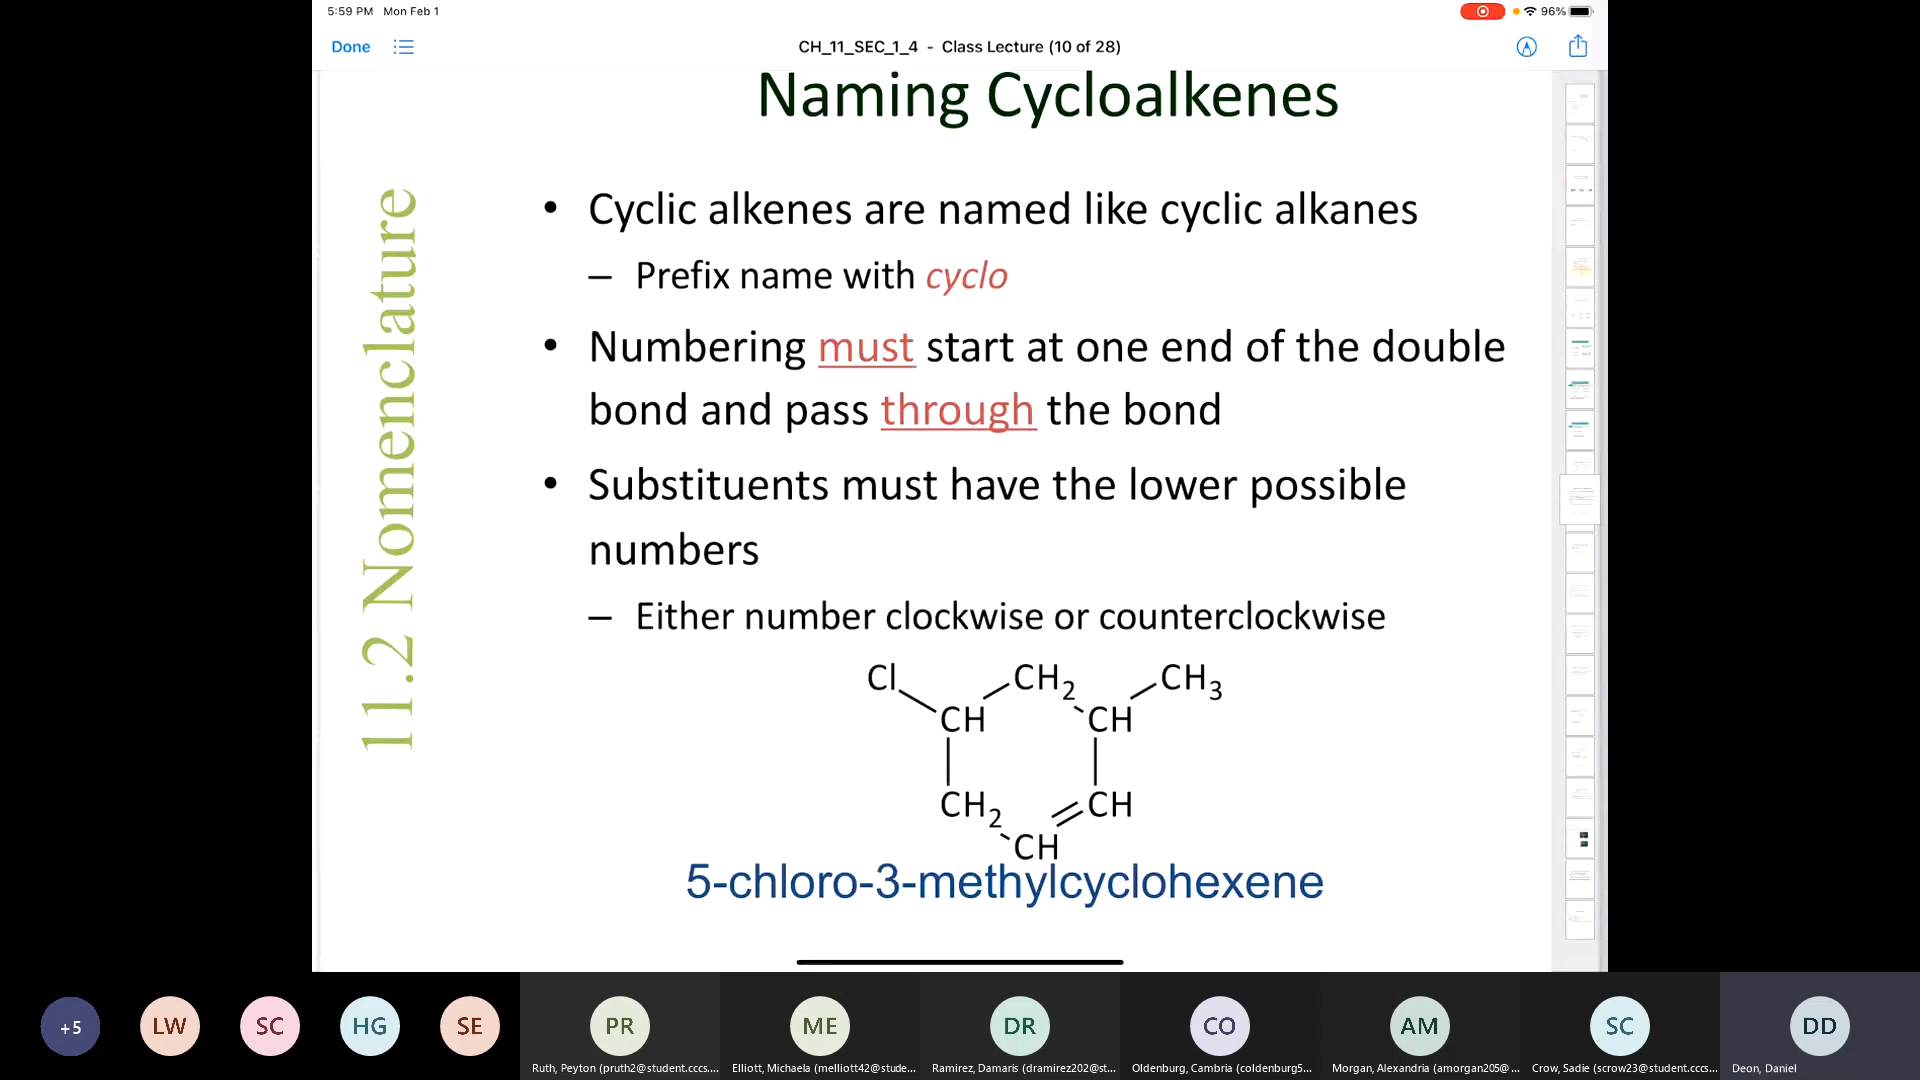 5:59 PM Mon Feb 1
96%
Done
CH_11_SEC_1_4 - Class Lecture (10 of 28)
Naming Cycloalkenes
11.2 Nomenclature
• Cyclic alkenes are named like cyclic alkanes
– Prefix name with cyclo
• Numbering must start at one end of the double
bond and pass through the bond
• Substituents must have the lower possible
numbers
– Either number clockwise or counterclockwise
Cl CH2 CH3
CH CH
CH2 CH
CH
5-chloro-3-methylcyclohexene
+5 LW SC HG SE PR ME DR CO AM SC DD
Ruth, Peyton (pruth2@student.cccs....
Elliott, Michaela (melliott42@stude...
Ramirez, Damaris (dramirez202@st...
Oldenburg, Cambria (coldenburg5...
Morgan, Alexandria (amorgan205@...
Crow, Sadie (scrow23@student.cccs...
Deon, Daniel